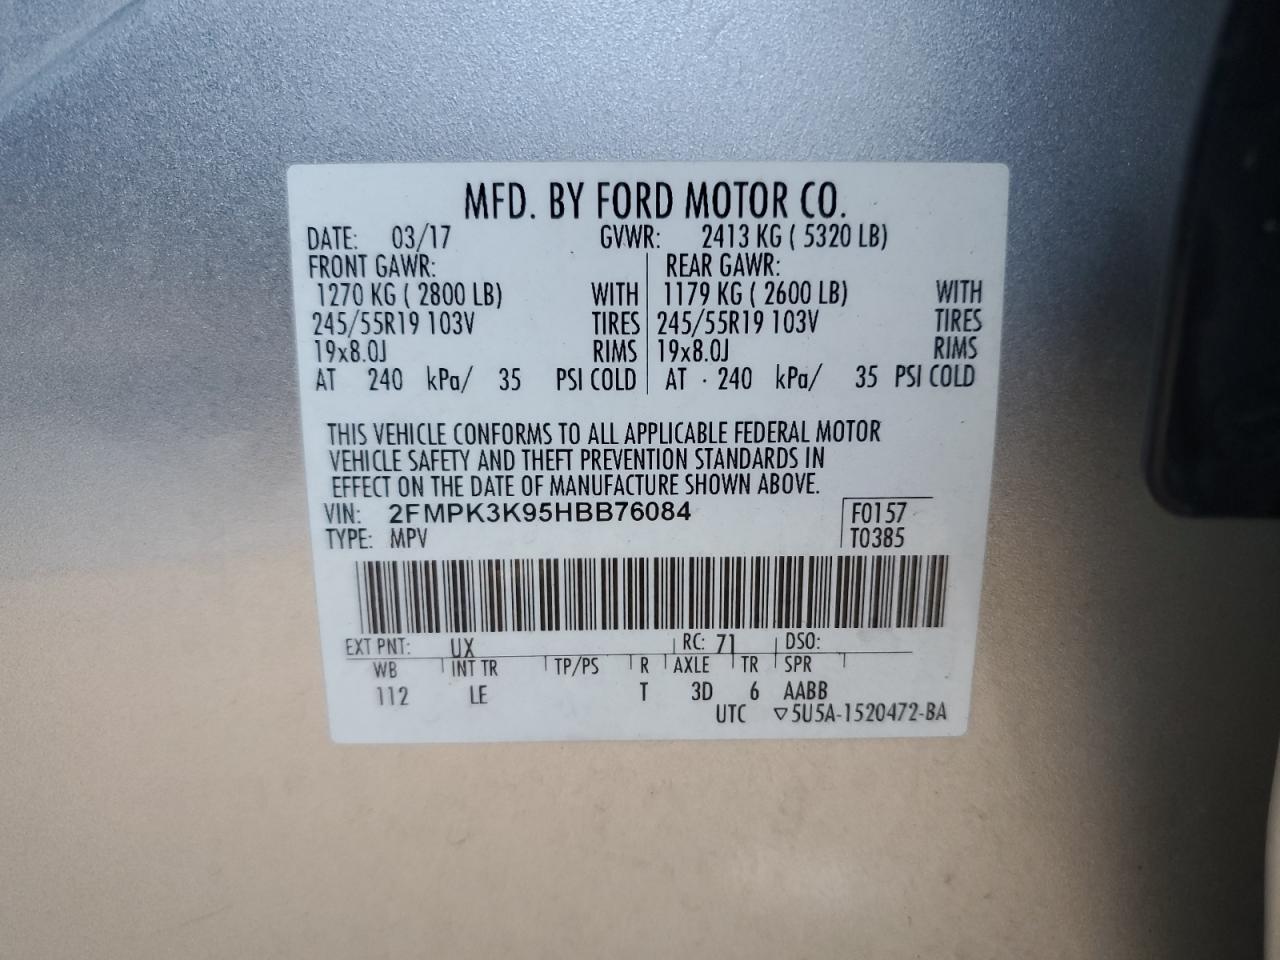 MFD. BY FORD MOTOR CO.
DATE: 03/17 GVWR: 2413 KG ( 5320 LB)
FRONT GAWR: REAR GAWR:
1270 KG ( 2800 LB) WITH 1179 KG ( 2600 LB) WITH
245/55R19 103V TIRES 245/55R19 103V TIRES
19x8.0J RIMS 19x8.0J RIMS
AT 240 kPa/ 35 PSI COLD AT 240 kPa/ 35 PSI COLD
THIS VEHICLE CONFORMS TO ALL APPLICABLE FEDERAL MOTOR
VEHICLE SAFETY AND THEFT PREVENTION STANDARDS IN
EFFECT ON THE DATE OF MANUFACTURE SHOWN ABOVE.
VIN: 2FMPK3K95HBB76084 F0157
TYPE: MPV T0385
EXT PNT: UX RC: 71 DSO:
WB INT TR TP/PS R AXLE TR SPR
112 LE T 3D 6 AABB
UTC ▽5U5A-1520472-BA